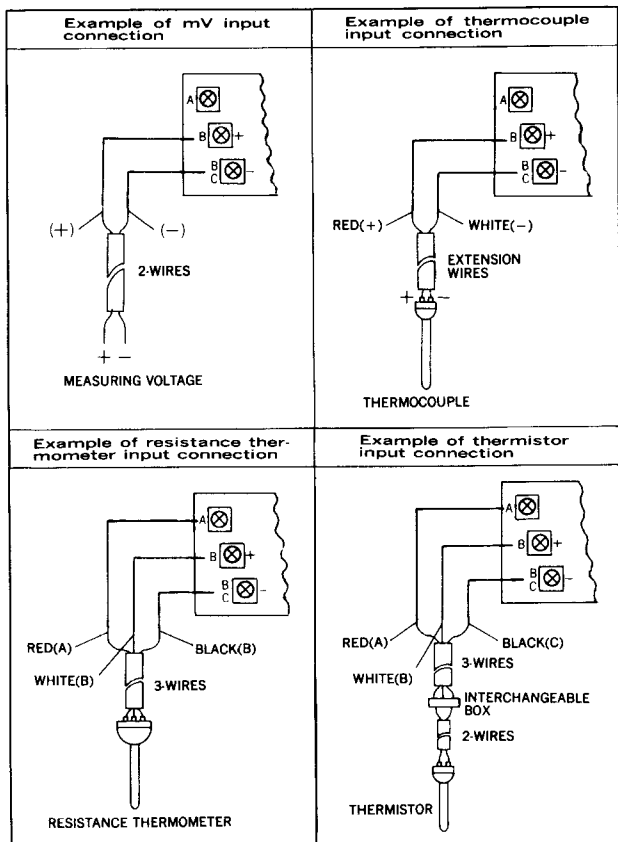 Example of mV input
connection
A
B +
B
C -
(+) (-)
2-WIRES
+ -
MEASURING VOLTAGE
Example of thermocouple
input connection
A
B +
B
C -
RED(+) WHITE(-)
EXTENSION
WIRES
+ -
THERMOCOUPLE
Example of resistance ther-
mometer input connection
A
B +
B
C -
RED(A) BLACK(B)
WHITE(B)
3-WIRES
RESISTANCE THERMOMETER
Example of thermistor
input connection
A
B +
B
C -
RED(A) BLACK(C)
WHITE(B)
3-WIRES
INTERCHANGEABLE
BOX
2-WIRES
THERMISTOR